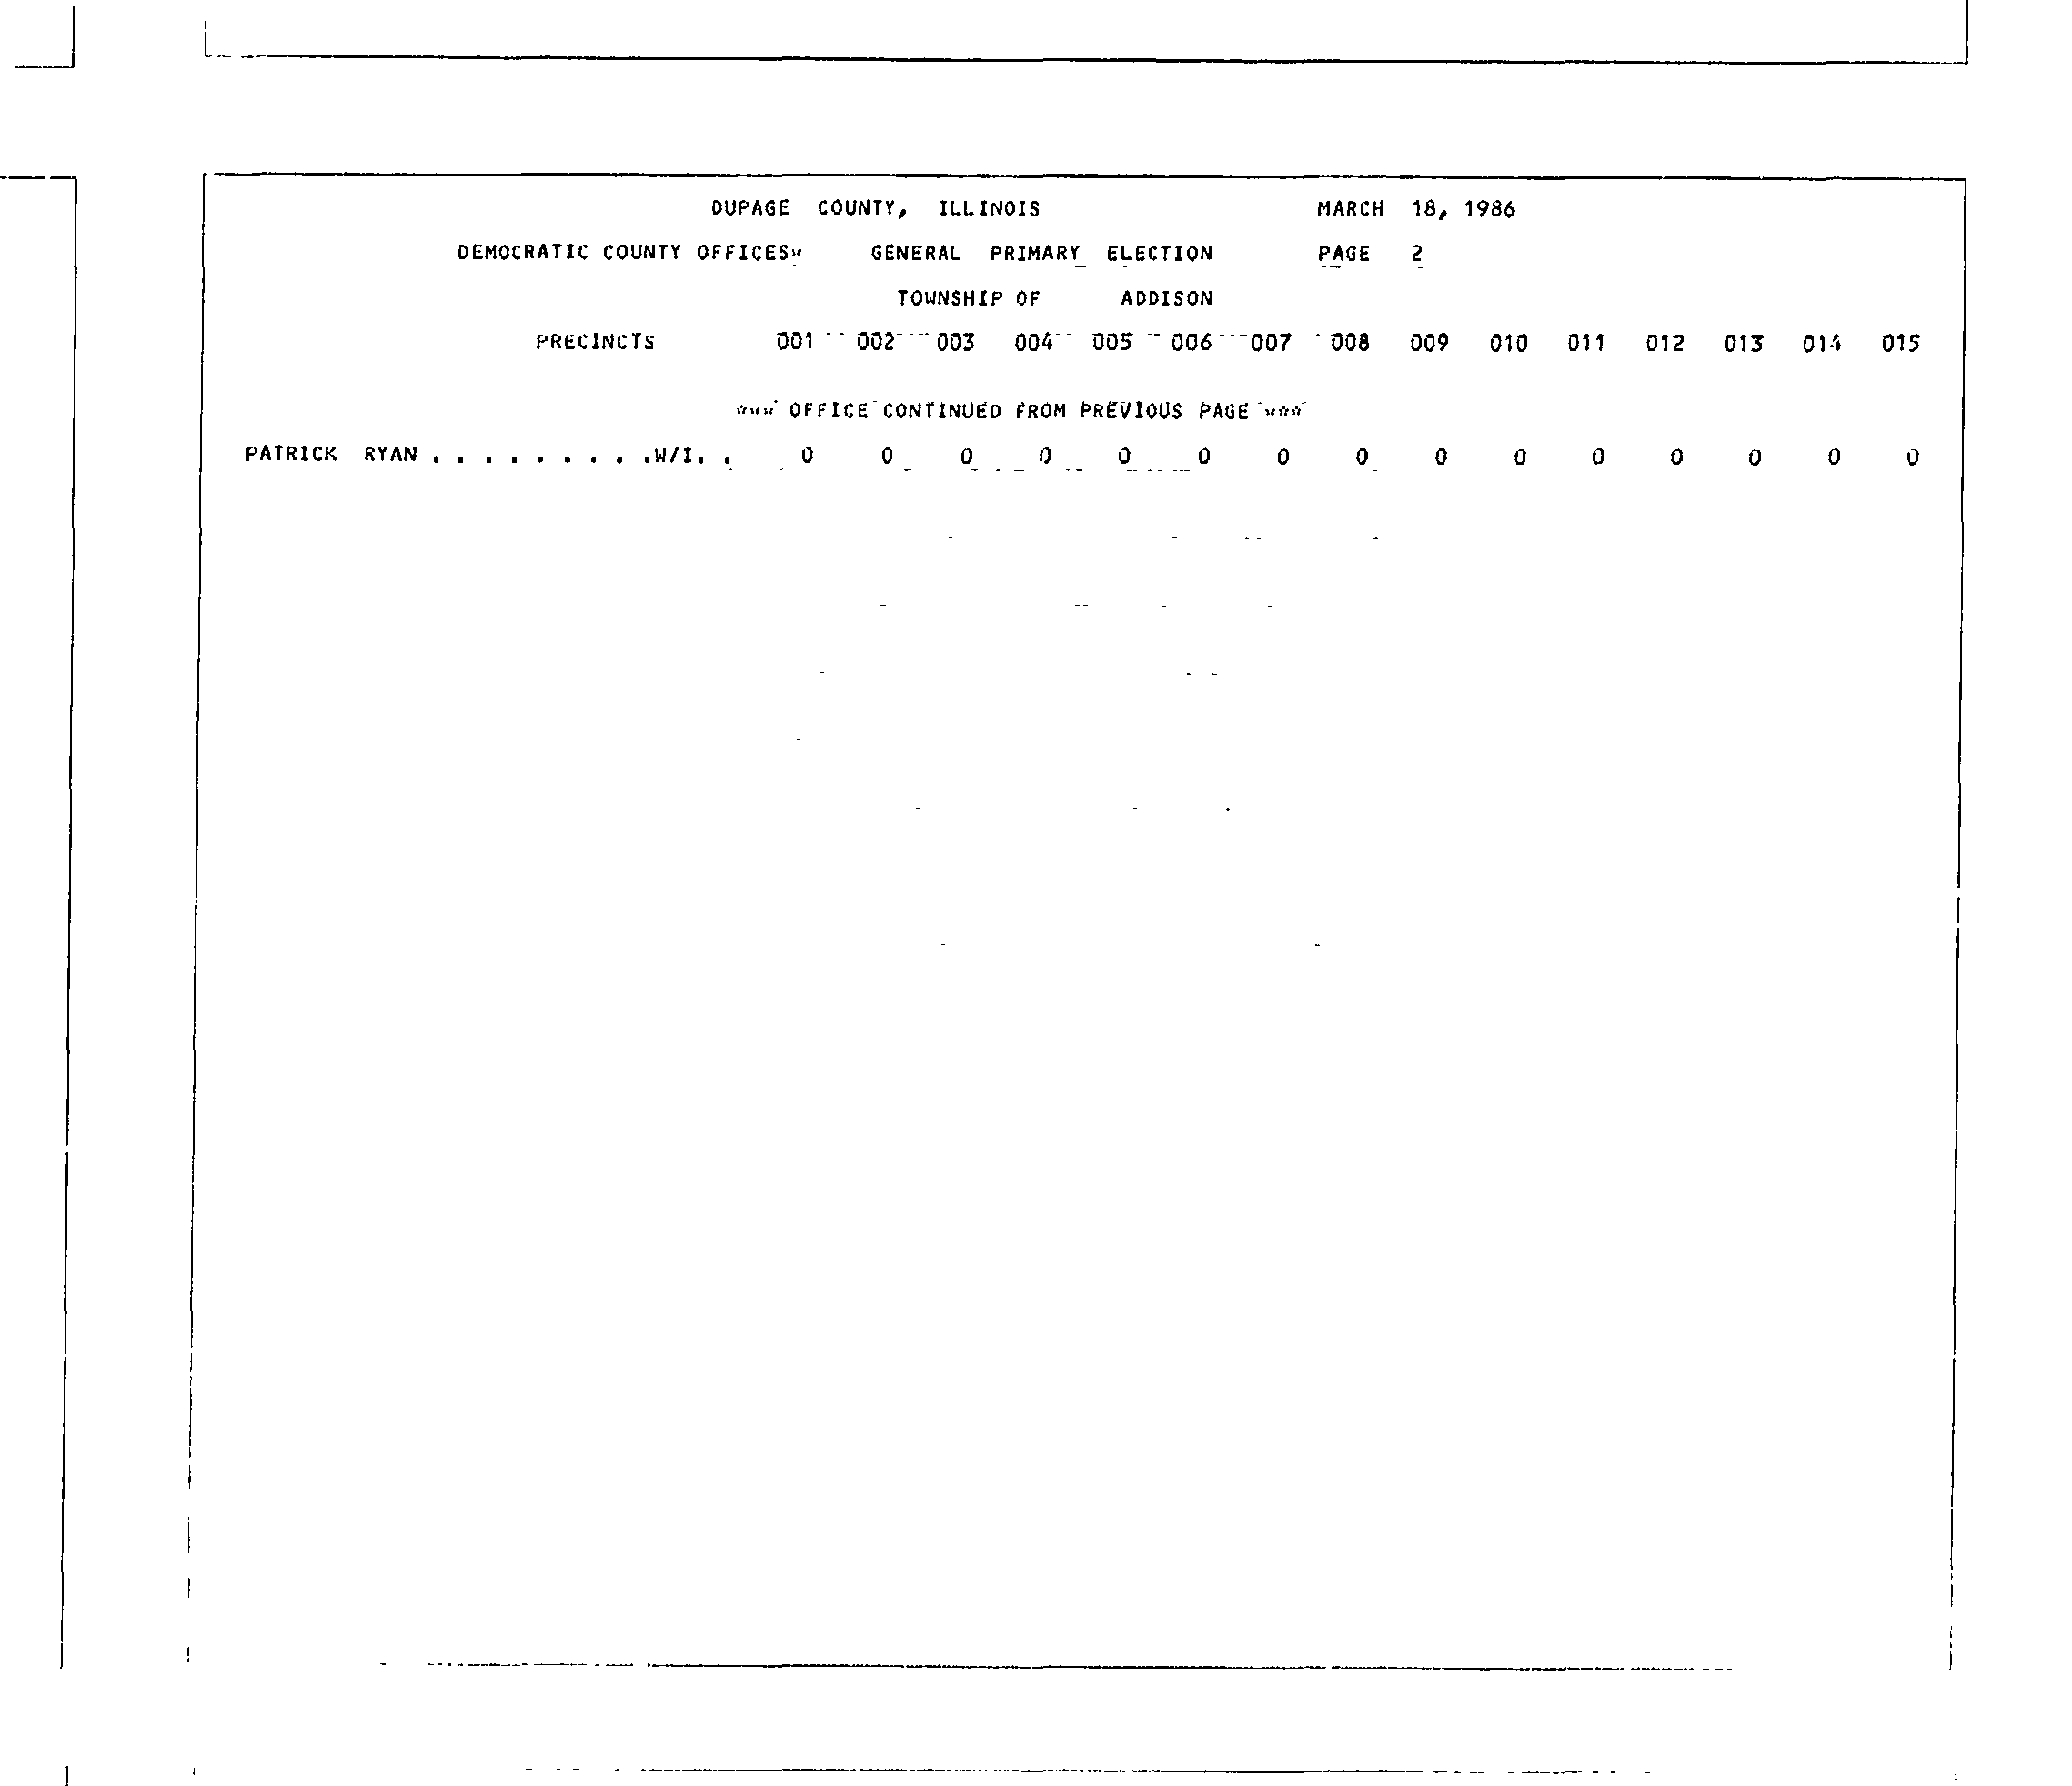 DUPAGE COUNTY, ILLINOIS MARCH 18, 1986
DEMOCRATIC COUNTY OFFICES* GENERAL PRIMARY ELECTION PAGE 2
TOWNSHIP OF ADDISON
PRECINCTS 001 002 003 004 005 006 007 008 009 010 011 012 013 014 015
*** OFFICE CONTINUED FROM PREVIOUS PAGE ***
PATRICK RYAN . . . . . . . . .W/I. . 0 0 0 0 0 0 0 0 0 0 0 0 0 0 0